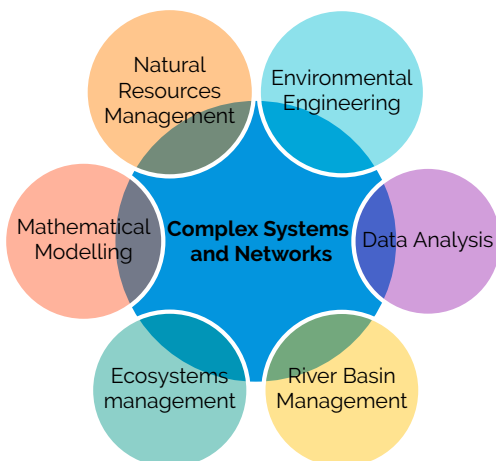 Natural
Resources
Management
Environmental
Engineering
Mathematical
Modelling
Complex Systems
and Networks
Data Analysis
Ecosystems
management
River Basin
Management